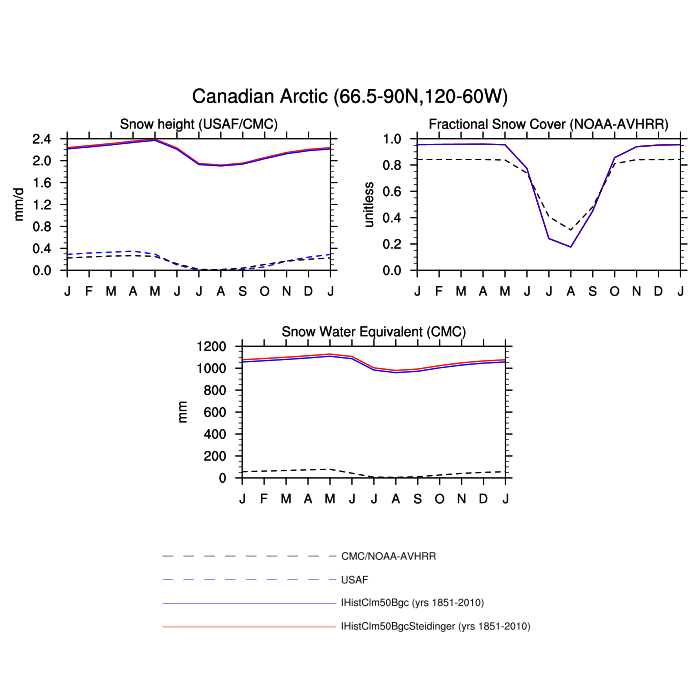 Canadian Arctic (66.5-90N,120-60W)
Snow height (USAF/CMC)
mm/d
2.4
2.0
1.6
1.2
0.8
0.4
0.0
J F M A M J J A S O N D J
Fractional Snow Cover (NOAA-AVHRR)
unitless
1.0
0.8
0.6
0.4
0.2
0.0
J F M A M J J A S O N D J
Snow Water Equivalent (CMC)
mm
1200
1000
800
600
400
200
0
J F M A M J J A S O N D J
CMC/NOAA-AVHRR
USAF
IHistClm50Bgc (yrs 1851-2010)
IHistClm50BgcSteidinger (yrs 1851-2010)